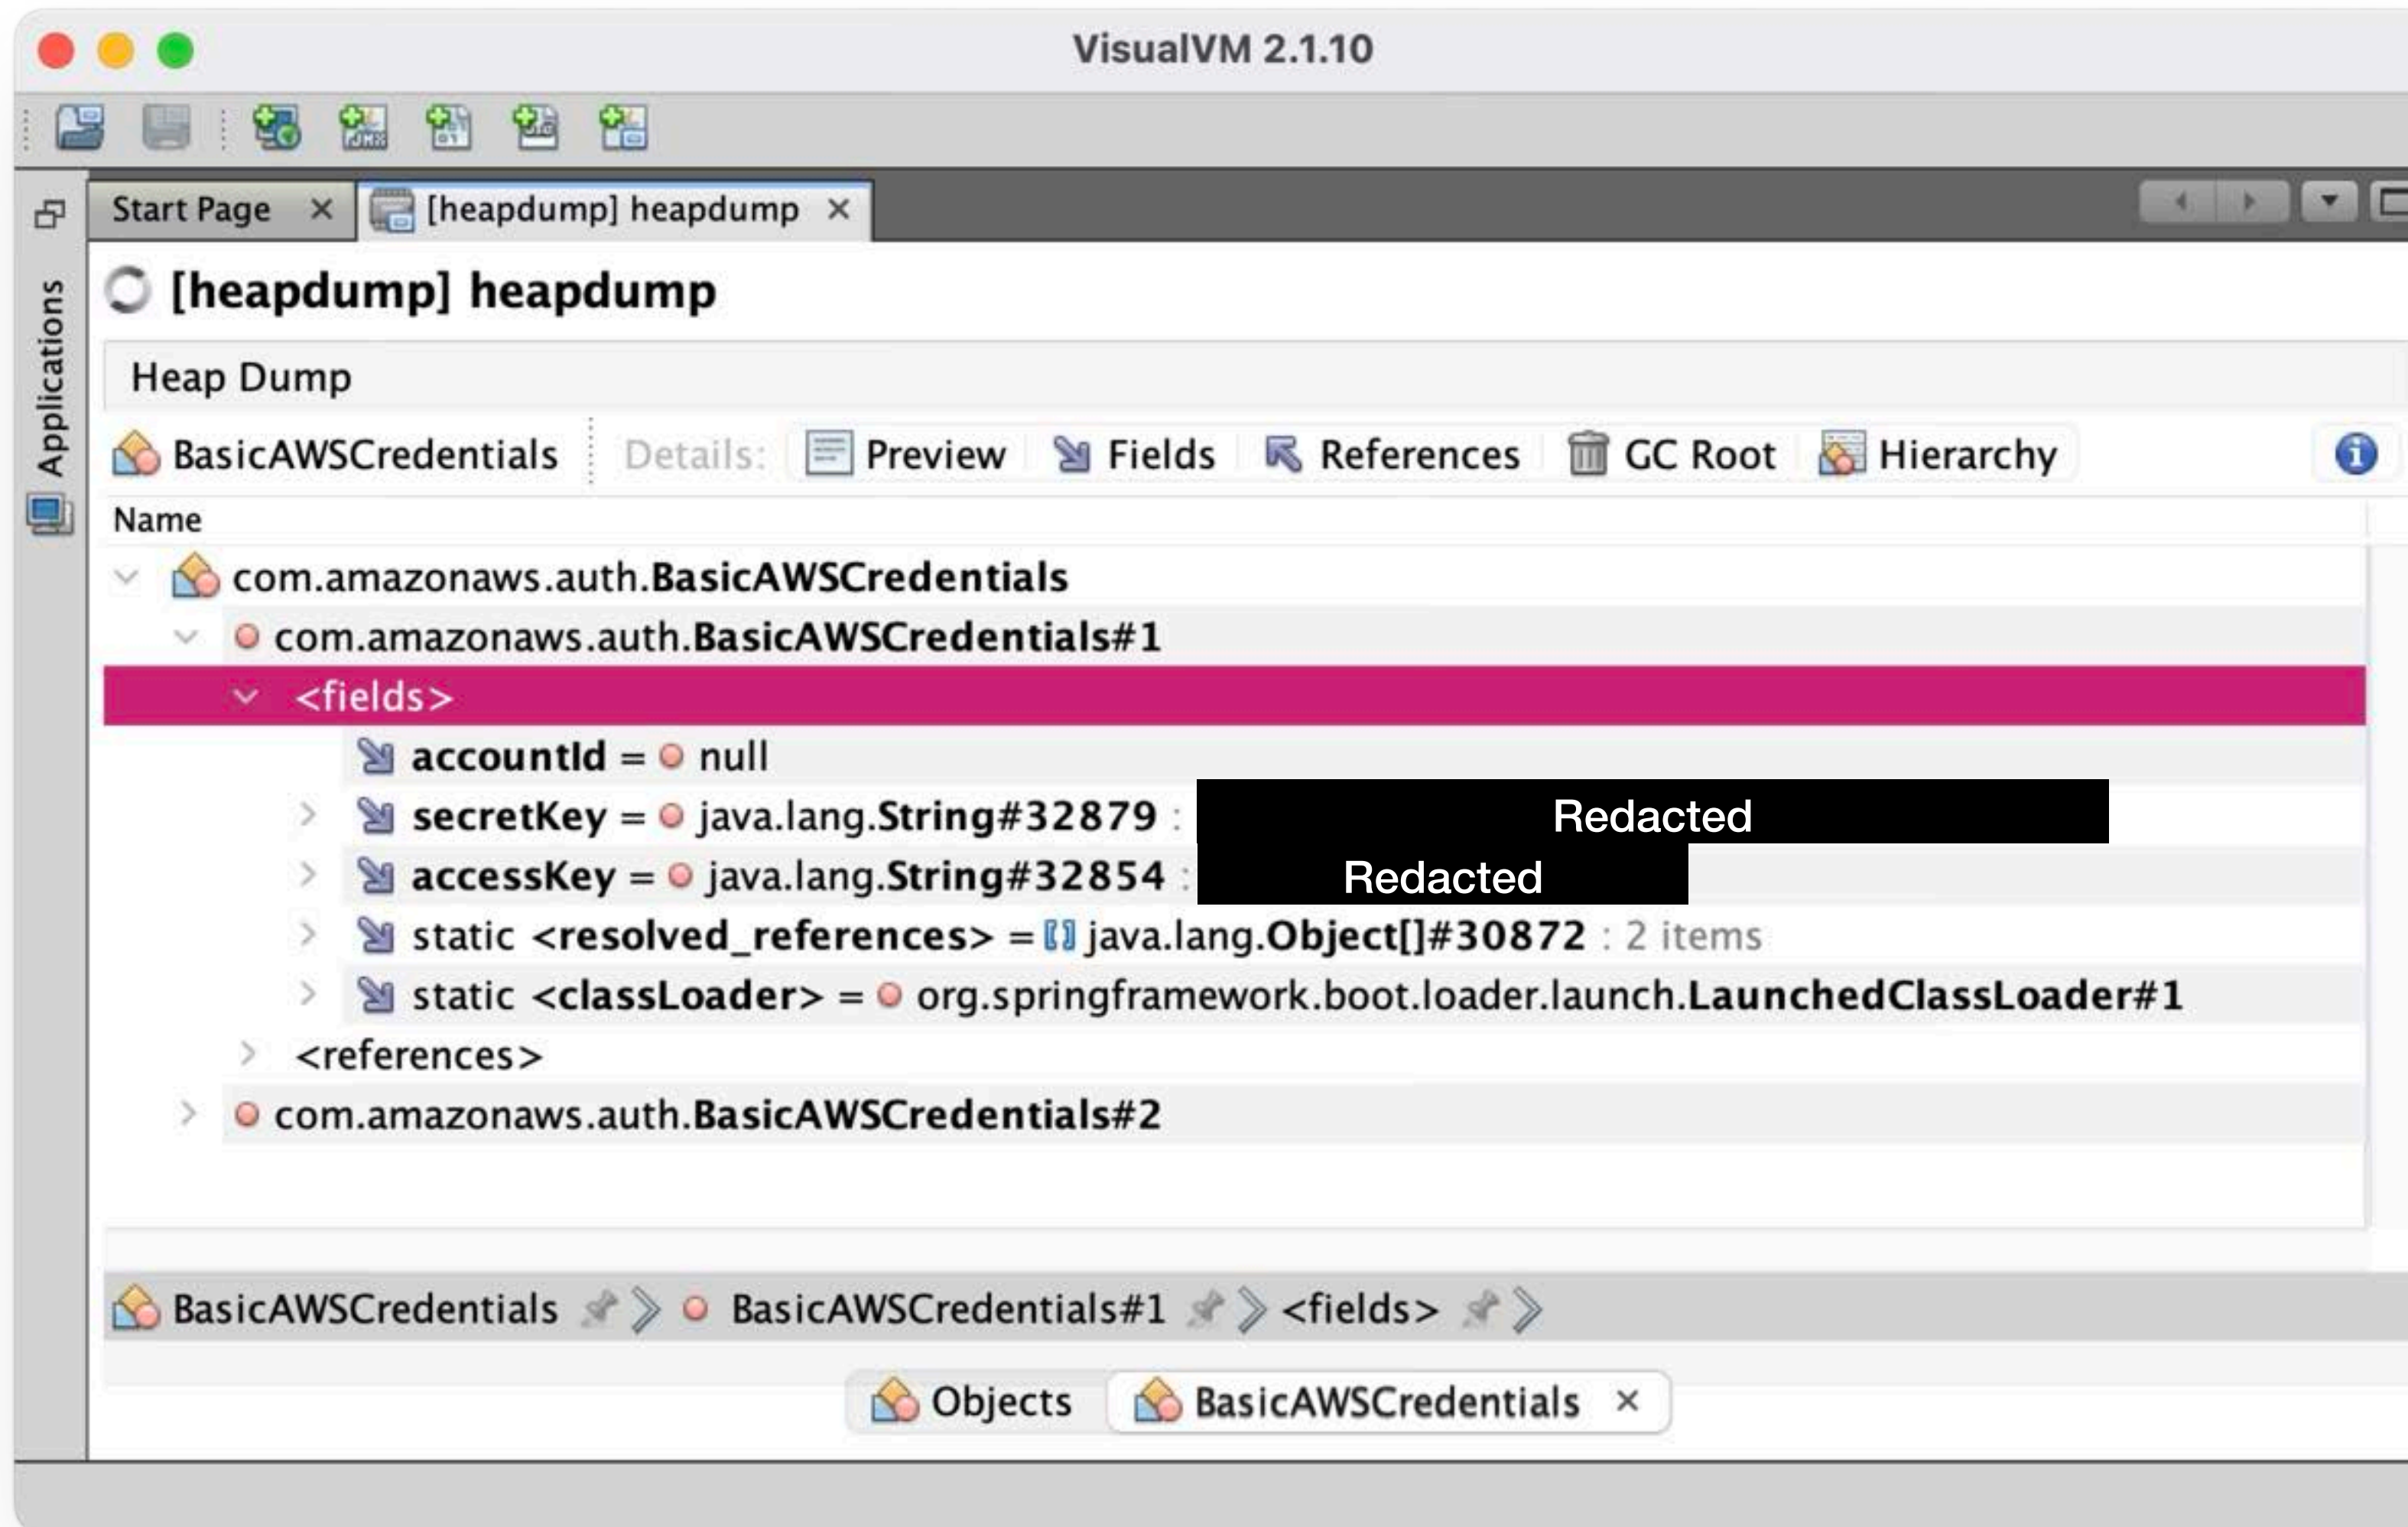 VisualVM 2.1.10
Start Page × [heapdump] heapdump ×
Applications
[heapdump] heapdump
Heap Dump
BasicAWSCredentials Details: Preview Fields References GC Root Hierarchy
Name
com.amazonaws.auth.BasicAWSCredentials
com.amazonaws.auth.BasicAWSCredentials#1
<fields>
accountId = null
secretKey = java.lang.String#32879 : Redacted
accessKey = java.lang.String#32854 : Redacted
static <resolved_references> = java.lang.Object[]#30872 : 2 items
static <classLoader> = org.springframework.boot.loader.launch.LaunchedClassLoader#1
<references>
com.amazonaws.auth.BasicAWSCredentials#2
BasicAWSCredentials BasicAWSCredentials#1 <fields>
Objects BasicAWSCredentials ×